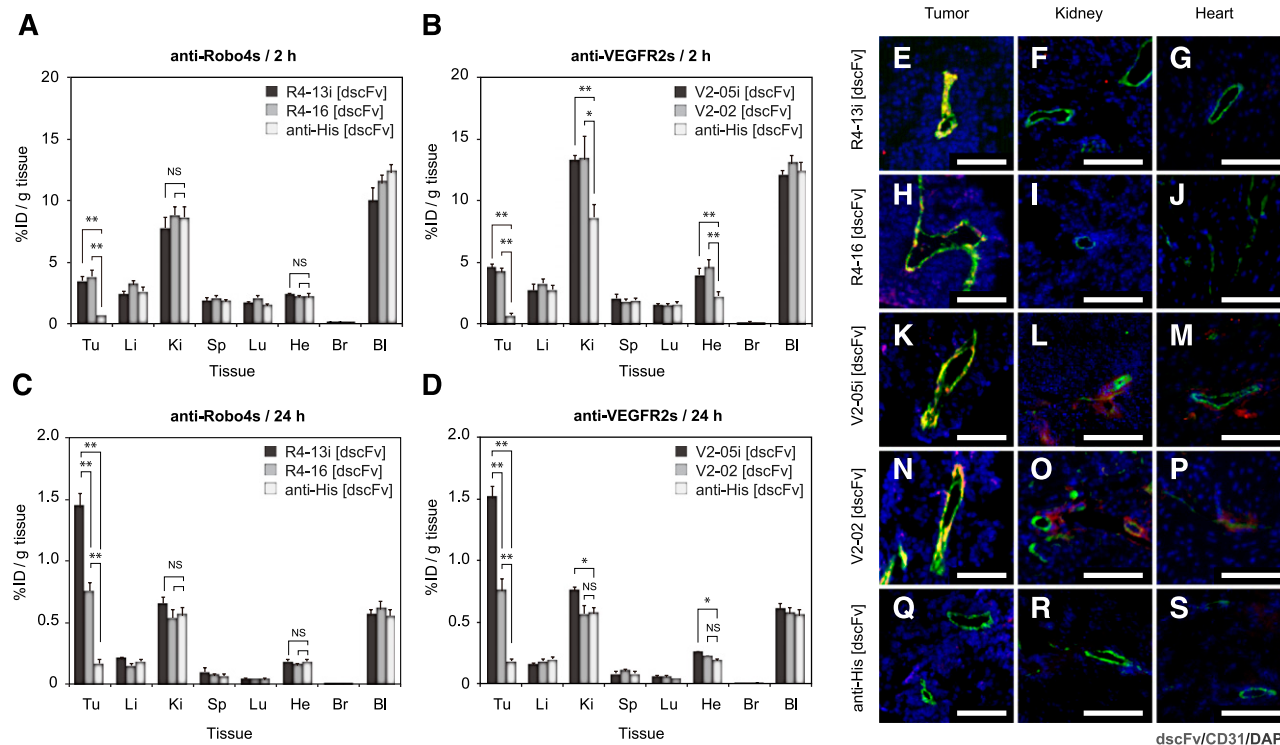 A
anti-Robo4s / 2 h
20
15
10
5
0
%ID / g tissue
R4-13i [dscFv]
R4-16 [dscFv]
anti-His [dscFv]
**
**
NS
NS
Tu Li Ki Sp Lu He Br Bl
Tissue
B
anti-VEGFR2s / 2 h
20
15
10
5
0
%ID / g tissue
V2-05i [dscFv]
V2-02 [dscFv]
anti-His [dscFv]
**
**
**
*
**
**
Tu Li Ki Sp Lu He Br Bl
Tissue
C
anti-Robo4s / 24 h
2.0
1.5
1.0
0.5
0
%ID / g tissue
R4-13i [dscFv]
R4-16 [dscFv]
anti-His [dscFv]
**
**
**
NS
NS
Tu Li Ki Sp Lu He Br Bl
Tissue
D
anti-VEGFR2s / 24 h
2.0
1.5
1.0
0.5
0
%ID / g tissue
V2-05i [dscFv]
V2-02 [dscFv]
anti-His [dscFv]
**
**
**
*
NS
*
NS
Tu Li Ki Sp Lu He Br Bl
Tissue
Tumor Kidney Heart
R4-13i [dscFv]
E F G
R4-16 [dscFv]
H I J
V2-05i [dscFv]
K L M
V2-02 [dscFv]
N O P
anti-His [dscFv]
Q R S
dscFv/CD31/DAP